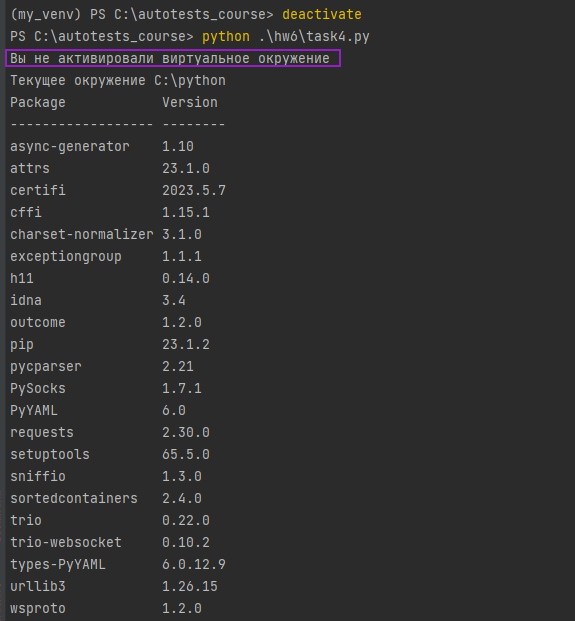 (my_venv) PS C:\autotests_course> deactivate
PS C:\autotests_course> python .\hw6\task4.py
Вы не активировали виртуальное окружение
Текущее окружение C:\python
Package            Version
------------------ --------
async-generator    1.10
attrs              23.1.0
certifi            2023.5.7
cffi               1.15.1
charset-normalizer 3.1.0
exceptiongroup     1.1.1
h11                0.14.0
idna               3.4
outcome            1.2.0
pip                23.1.2
pycparser          2.21
PySocks            1.7.1
PyYAML             6.0
requests           2.30.0
setuptools         65.5.0
sniffio            1.3.0
sortedcontainers   2.4.0
trio               0.22.0
trio-websocket     0.10.2
types-PyYAML       6.0.12.9
urllib3            1.26.15
wsproto            1.2.0